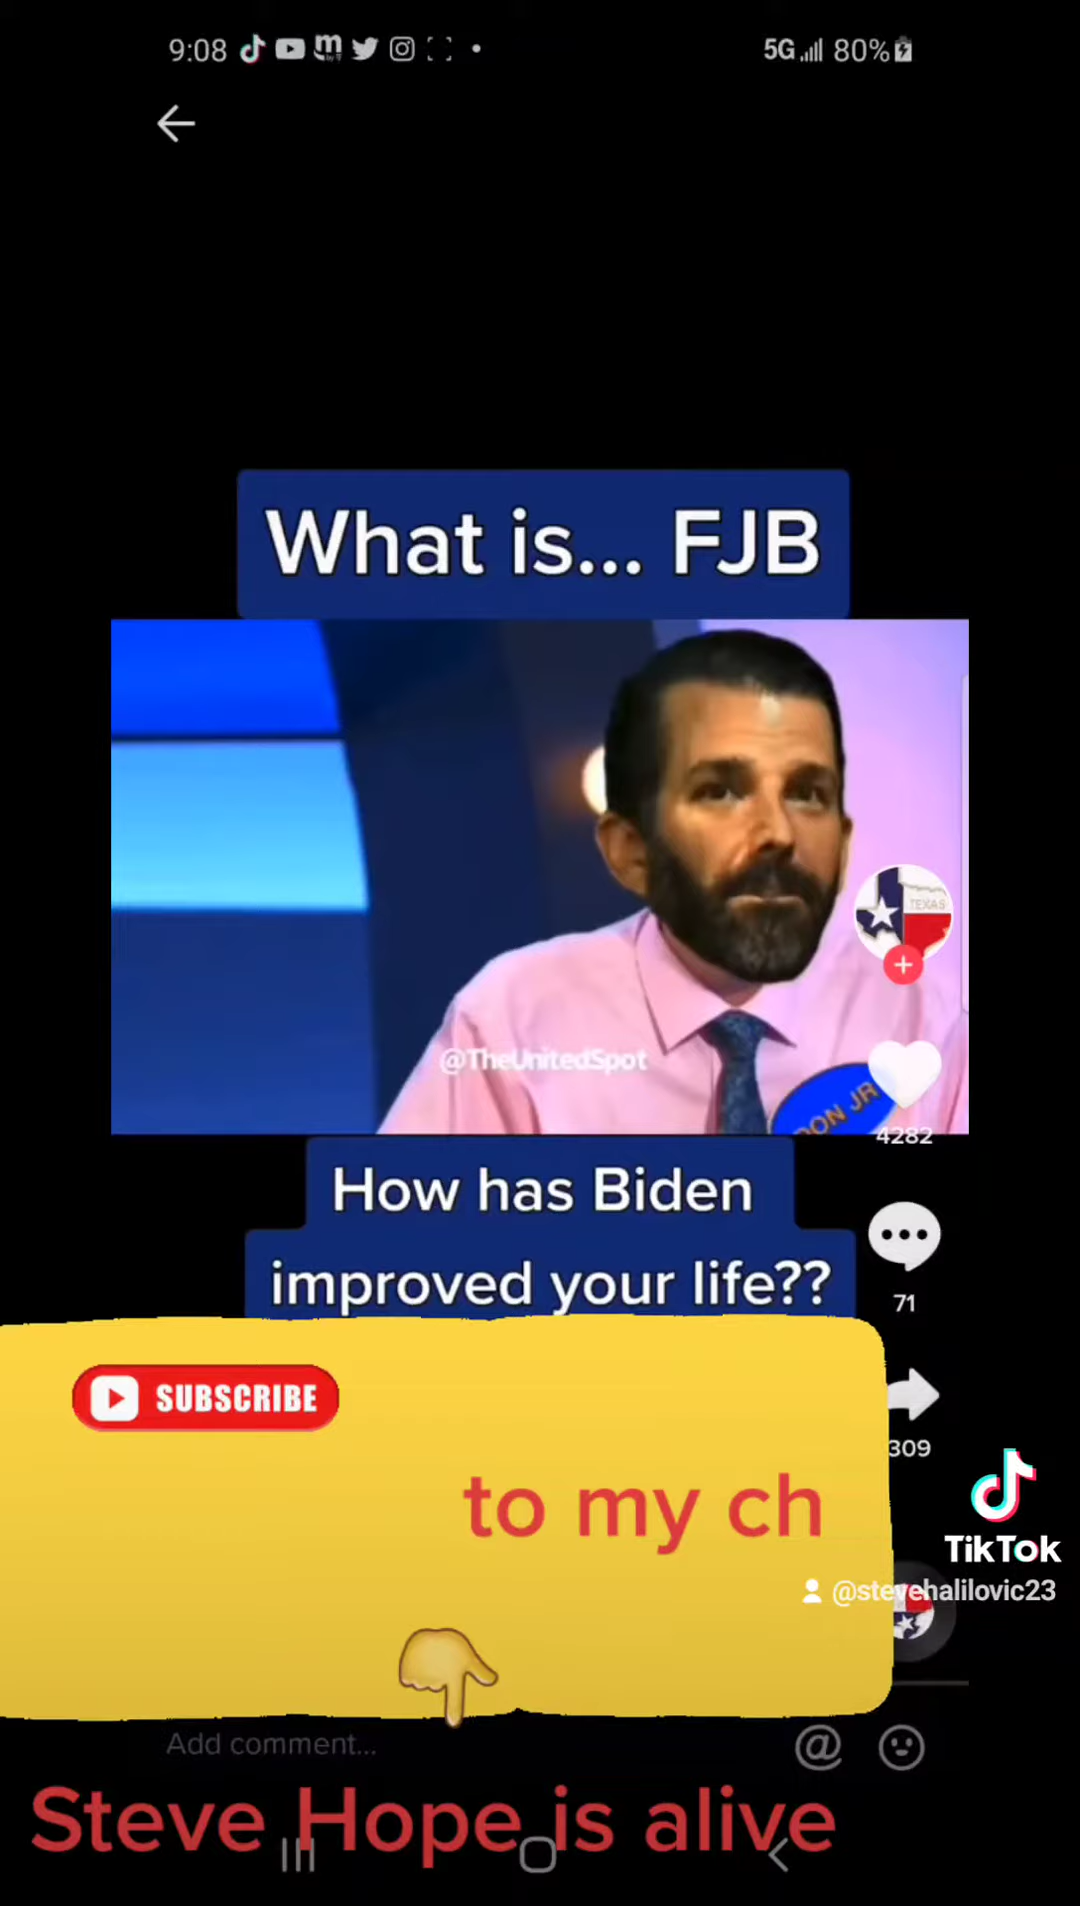 9:08
5G 80%
What is... FJB
TEXAS
@TheUnitedSpot
DON JR
4282
How has Biden
improved your life??
71
SUBSCRIBE
309
to my ch
TikTok
@stevehalilovic23
Add comment...
Steve Hope is alive